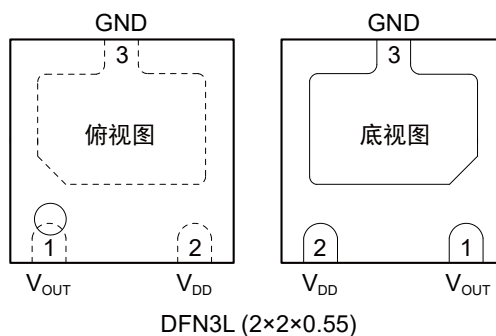 GND GND
3 3
俯视图 底视图
1 2 2 1
VOUT VDD VDD VOUT
DFN3L (2×2×0.55)